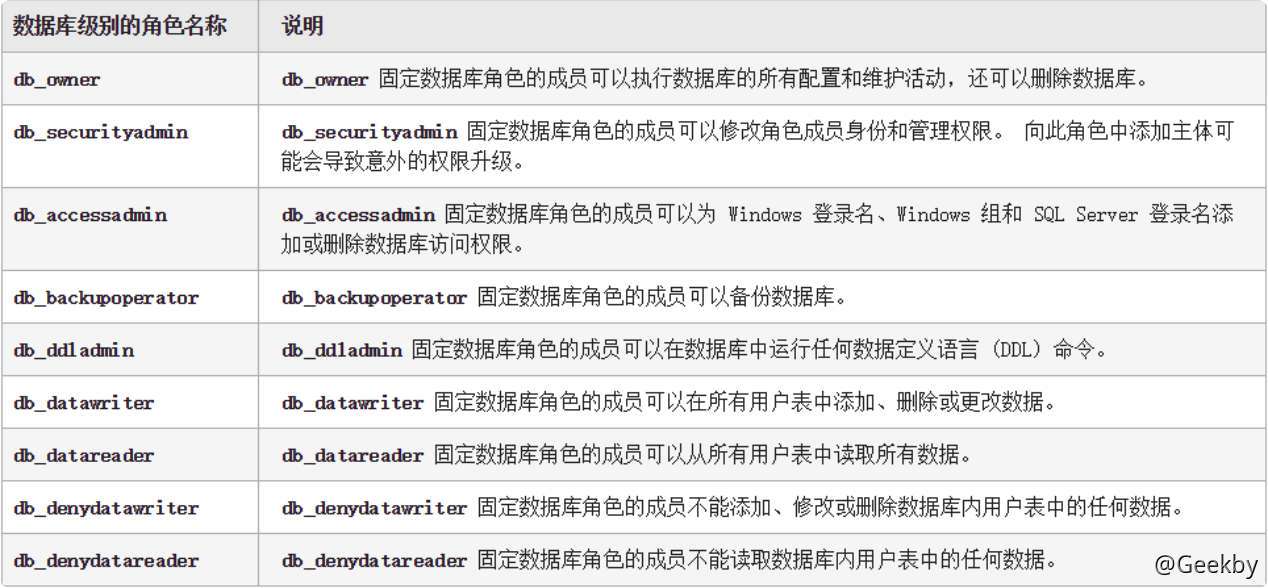 数据库级别的角色名称 说明
db_owner db_owner 固定数据库角色的成员可以执行数据库的所有配置和维护活动，还可以删除数据库。
db_securityadmin db_securityadmin 固定数据库角色的成员可以修改角色成员身份和管理权限。 向此角色中添加主体可
能会导致意外的权限升级。
db_accessadmin db_accessadmin 固定数据库角色的成员可以为 Windows 登录名、Windows 组和 SQL Server 登录名添
加或删除数据库访问权限。
db_backupoperator db_backupoperator 固定数据库角色的成员可以备份数据库。
db_ddladmin db_ddladmin 固定数据库角色的成员可以在数据库中运行任何数据定义语言 (DDL) 命令。
db_datawriter db_datawriter 固定数据库角色的成员可以在所有用户表中添加、删除或更改数据。
db_datareader db_datareader 固定数据库角色的成员可以从所有用户表中读取所有数据。
db_denydatawriter db_denydatawriter 固定数据库角色的成员不能添加、修改或删除数据库内用户表中的任何数据。
db_denydatareader db_denydatareader 固定数据库角色的成员不能读取数据库内用户表中的任何数据。
@Geekby